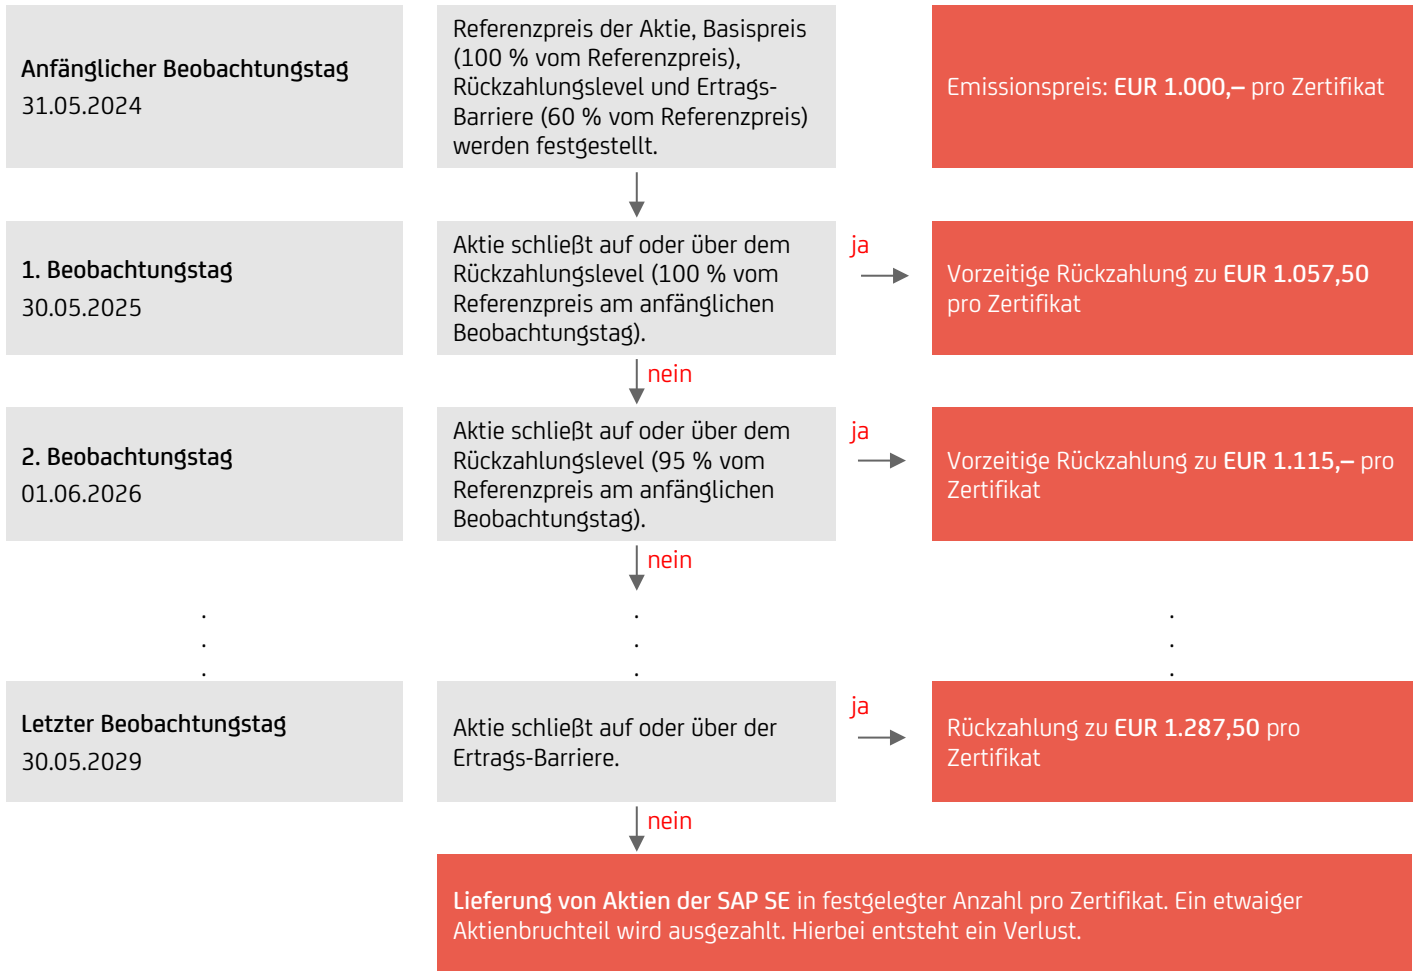 Anfänglicher Beobachtungstag
31.05.2024
Referenzpreis der Aktie, Basispreis
(100 % vom Referenzpreis),
Rückzahlungslevel und Ertrags-
Barriere (60 % vom Referenzpreis)
werden festgestellt.
Emissionspreis: EUR 1.000,– pro Zertifikat
1. Beobachtungstag
30.05.2025
Aktie schließt auf oder über dem
Rückzahlungslevel (100 % vom
Referenzpreis am anfänglichen
Beobachtungstag).
ja
Vorzeitige Rückzahlung zu EUR 1.057,50
pro Zertifikat
nein
2. Beobachtungstag
01.06.2026
Aktie schließt auf oder über dem
Rückzahlungslevel (95 % vom
Referenzpreis am anfänglichen
Beobachtungstag).
ja
Vorzeitige Rückzahlung zu EUR 1.115,– pro
Zertifikat
nein
. . .
. . .
. . .
Letzter Beobachtungstag
30.05.2029
Aktie schließt auf oder über der
Ertrags-Barriere.
ja
Rückzahlung zu EUR 1.287,50 pro
Zertifikat
nein
Lieferung von Aktien der SAP SE in festgelegter Anzahl pro Zertifikat. Ein etwaiger
Aktienbruchteil wird ausgezahlt. Hierbei entsteht ein Verlust.